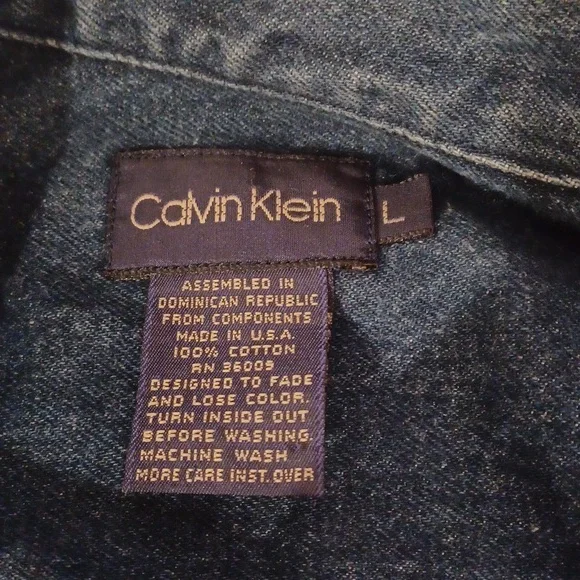 Calvin Klein
L
ASSEMBLED IN
DOMINICAN REPUBLIC
FROM COMPONENTS
MADE IN U.S.A.
100% COTTON
RN 36009
DESIGNED TO FADE
AND LOSE COLOR.
TURN INSIDE OUT
BEFORE WASHING.
MACHINE WASH
MORE CARE INST. OVER